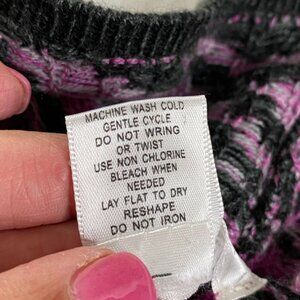 MACHINE WASH COLD
GENTLE CYCLE
DO NOT WRING
OR TWIST
USE NON CHLORINE
BLEACH WHEN
NEEDED
LAY FLAT TO DRY
RESHAPE
DO NOT IRON